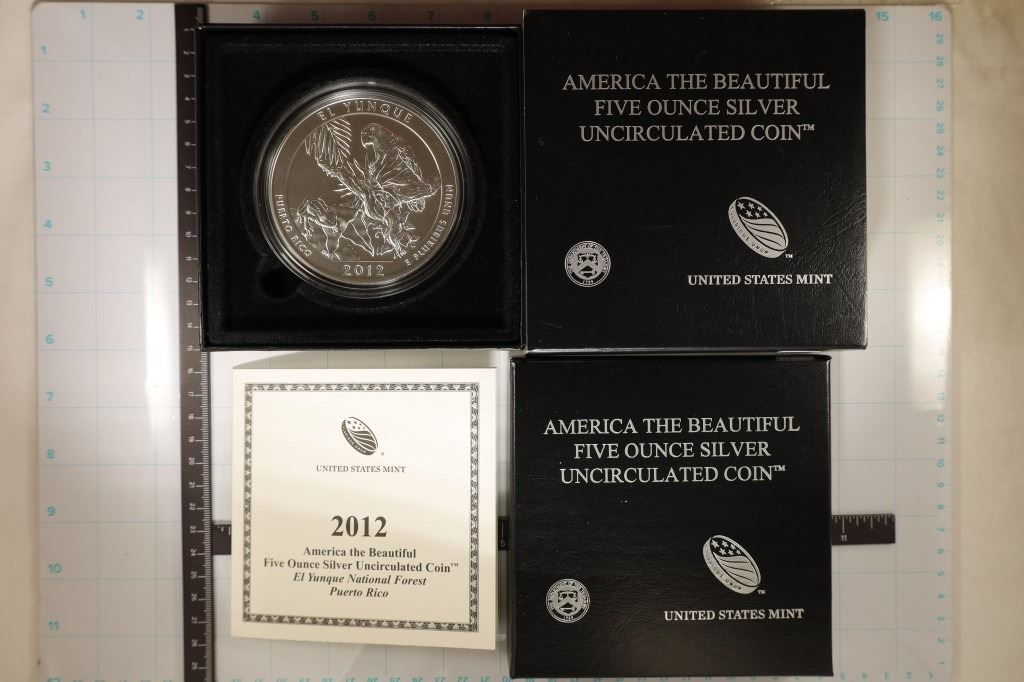 EL YUNQUE
PUERTO RICO
E PLURIBUS UNUM
2012
AMERICA THE BEAUTIFUL
FIVE OUNCE SILVER
UNCIRCULATED COIN™
UNITED STATES MINT
UNITED STATES MINT
2012
America the Beautiful
Five Ounce Silver Uncirculated Coin™
El Yunque National Forest
Puerto Rico
AMERICA THE BEAUTIFUL
FIVE OUNCE SILVER
UNCIRCULATED COIN™
UNITED STATES MINT